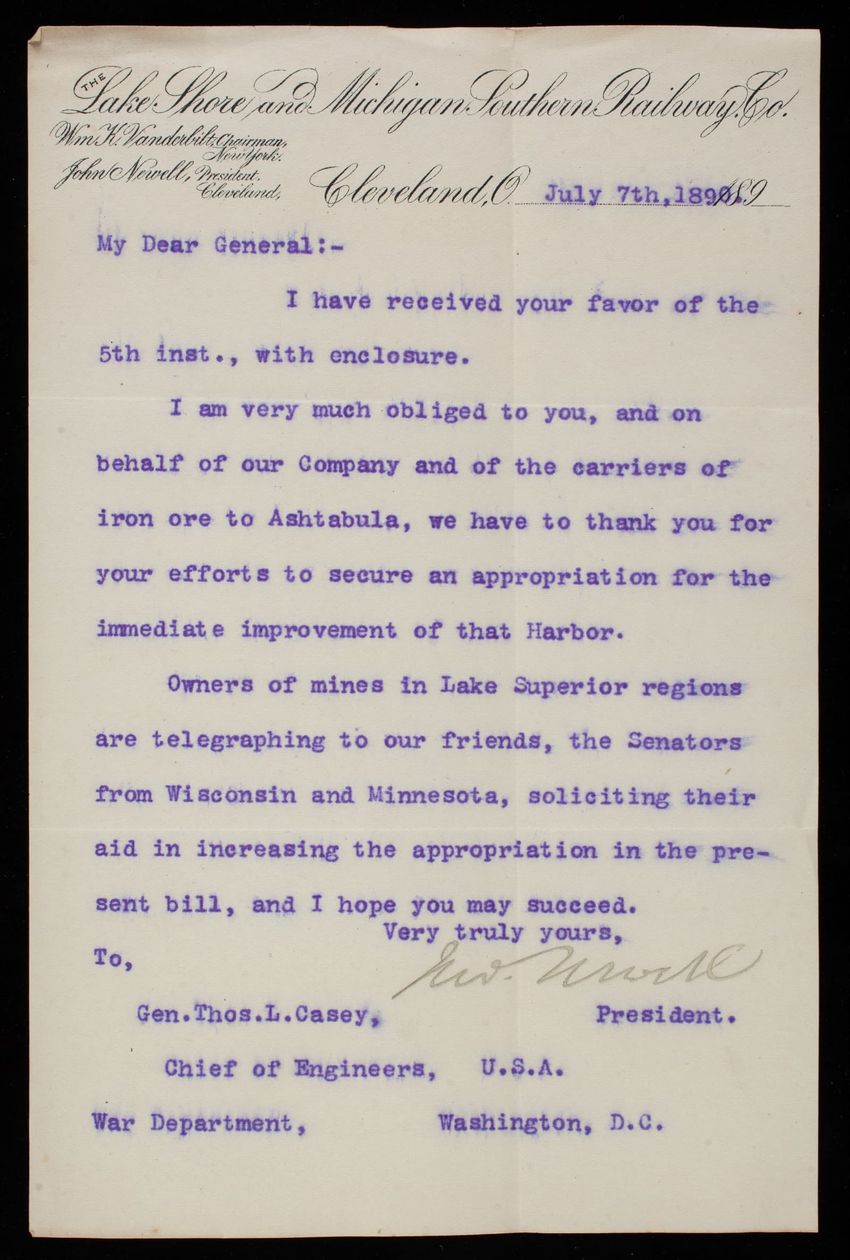 The Lake Shore and Michigan Southern Railway Co.
Wm. K. Vanderbilt, Chairman,
New York.
John Newell, President.
Cleveland,
Cleveland, O. July 7th, 1890. 189
My Dear General:-
I have received your favor of the
5th inst., with enclosure.
I am very much obliged to you, and on
behalf of our Company and of the carriers of
iron ore to Ashtabula, we have to thank you for
your efforts to secure an appropriation for the
immediate improvement of that Harbor.
Owners of mines in Lake Superior regions
are telegraphing to our friends, the Senators
from Wisconsin and Minnesota, soliciting their
aid in increasing the appropriation in the pre-
sent bill, and I hope you may succeed.
Very truly yours,
To,
Jno. Newell
Gen. Thos. L. Casey, President.
Chief of Engineers, U.S.A.
War Department, Washington, D.C.